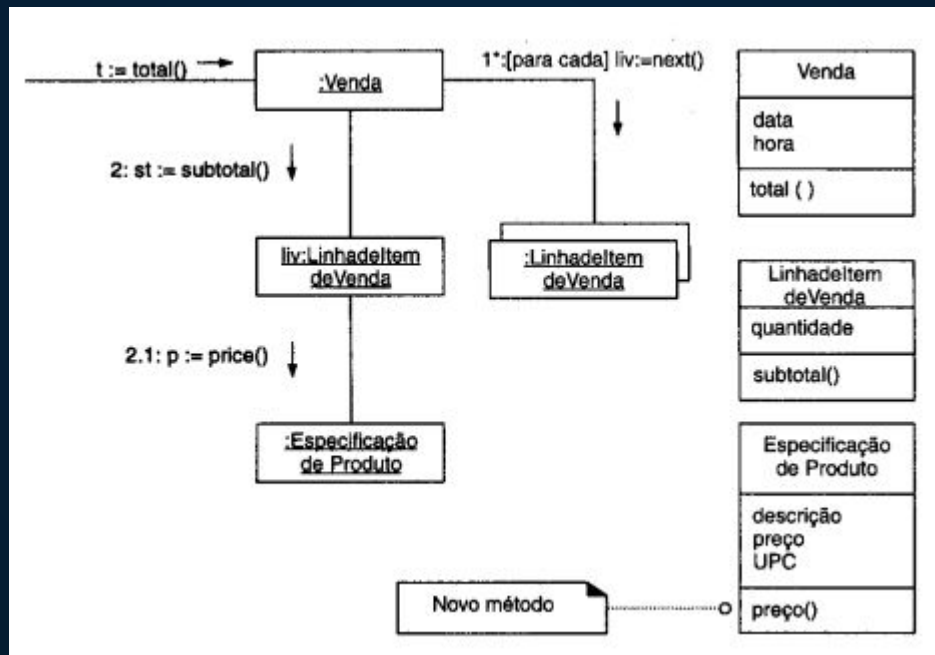 t := total()
:Venda
1*:[para cada] liv:=next()
2: st := subtotal()
liv:LinhadeItem
deVenda
:LinhadeItem
deVenda
2.1: p := price()
:Especificação
de Produto
Venda
data
hora
total ( )
LinhadeItem
deVenda
quantidade
subtotal()
Especificação
de Produto
descrição
preço
UPC
preço()
Novo método